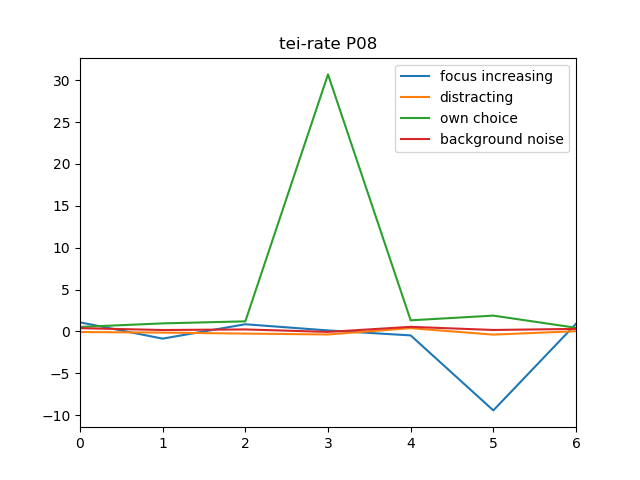 tei-rate P08
focus increasing
distracting
own choice
background noise
30
25
20
15
10
5
0
−5
−10
0 1 2 3 4 5 6